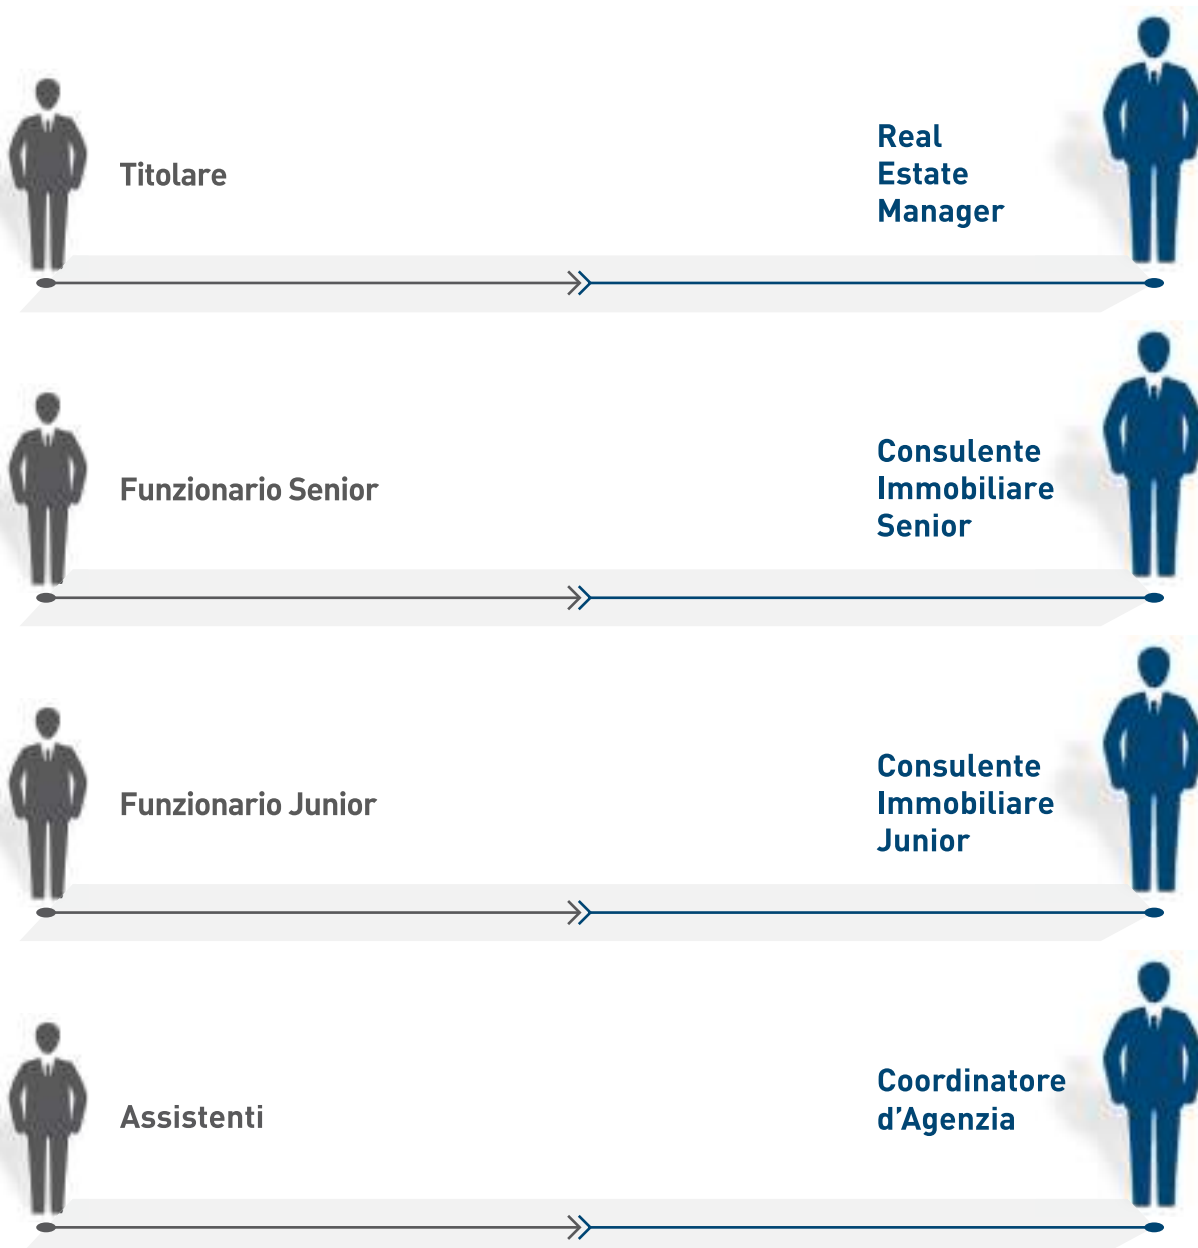 Titolare
Real
Estate
Manager
Funzionario Senior
Consulente
Immobiliare
Senior
Funzionario Junior
Consulente
Immobiliare
Junior
Assistenti
Coordinatore
d’Agenzia